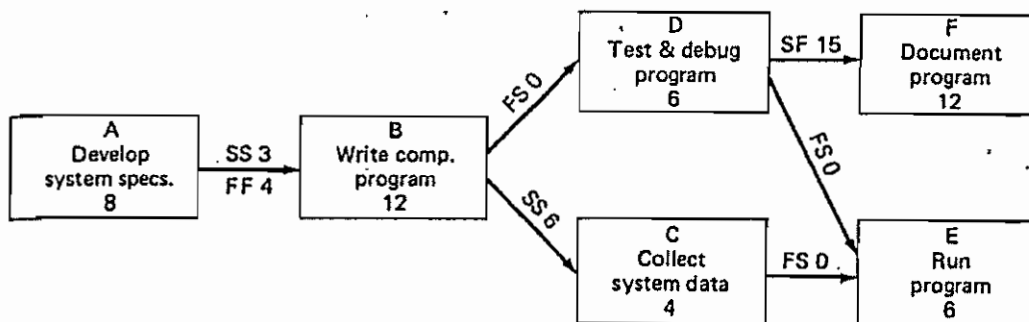 A
Develop
system specs.
8
SS 3
FF 4
B
Write comp.
program
12
FS 0
SS 6
D
Test & debug
program
6
C
Collect
system data
4
SF 15
FS 0
FS 0
F
Document
program
12
E
Run
program
6